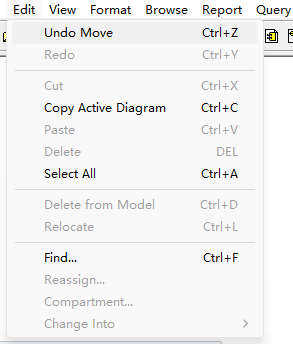 Edit View Format Browse Report Query
Undo Move Ctrl+Z
Redo Ctrl+Y
Cut Ctrl+X
Copy Active Diagram Ctrl+C
Paste Ctrl+V
Delete DEL
Select All Ctrl+A
Delete from Model Ctrl+D
Relocate Ctrl+L
Find... Ctrl+F
Reassign...
Compartment...
Change Into